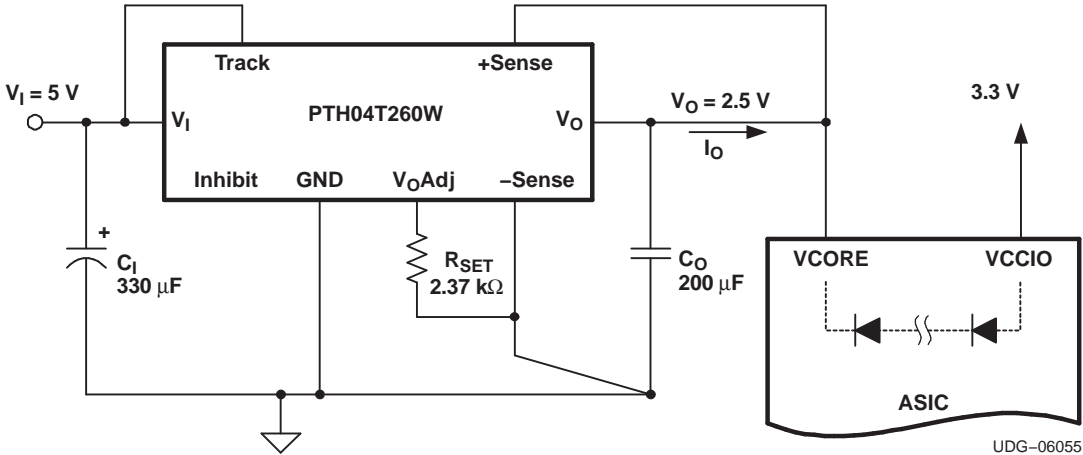 Track
+Sense
V_I = 5 V
V_I
PTH04T260W
V_O
V_O = 2.5 V
I_O
3.3 V
Inhibit
GND
V_OAdj
−Sense
+
C_I
330 μF
R_SET
2.37 kΩ
C_O
200 μF
VCORE
VCCIO
ASIC
UDG−06055